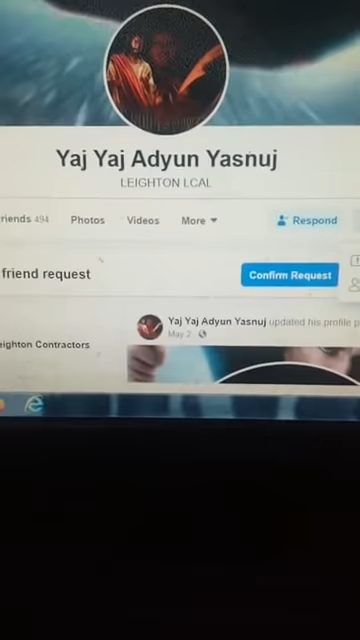 Yaj Yaj Adyun Yasnuj
LEIGHTON LCAL
riends 494 Photos Videos More Respond
friend request Confirm Request
Yaj Yaj Adyun Yasnuj updated his profile p
May 2
eighton Contractors